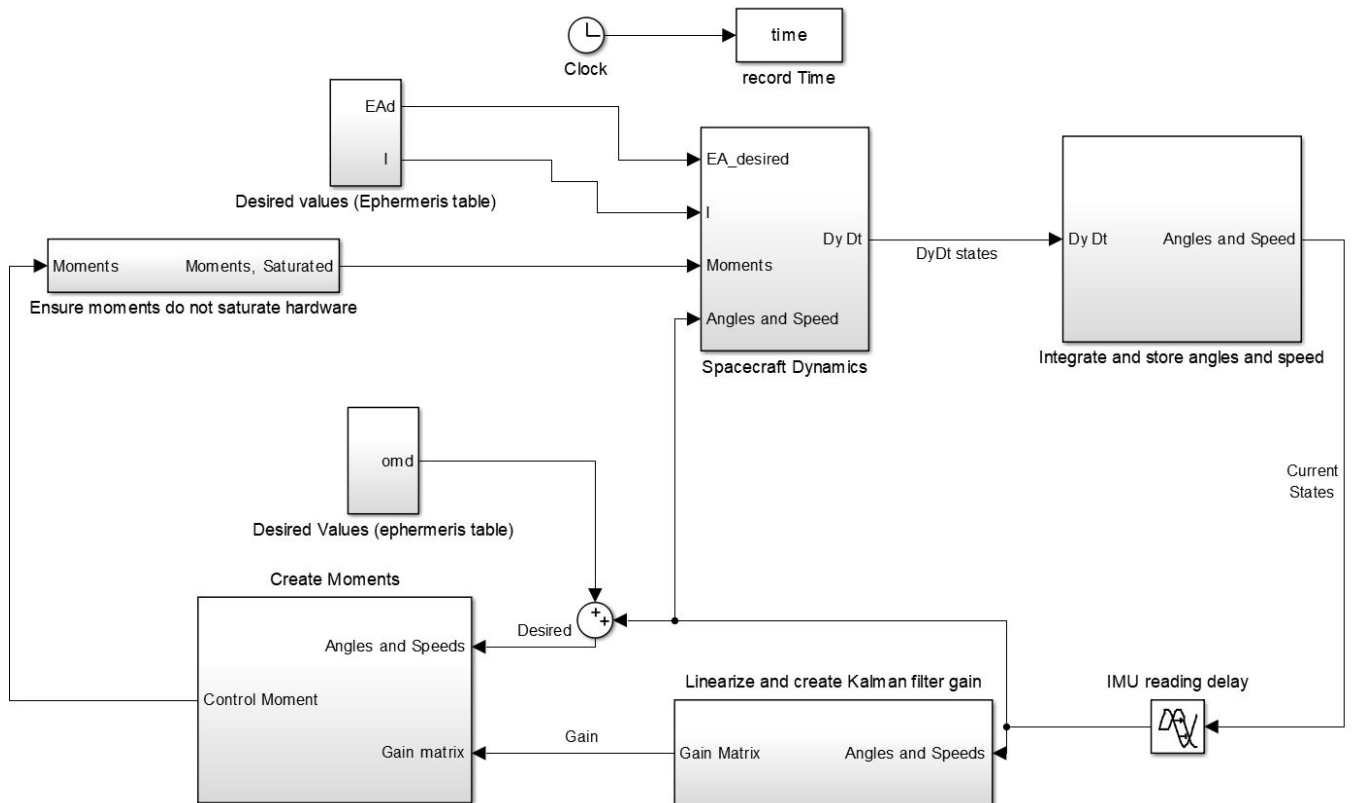 time
Clock
record Time
EAd
I
Desired values (Ephermeris table)
EA_desired
I
Moments
Angles and Speed
Dy Dt
Spacecraft Dynamics
DyDt states
Dy Dt
Angles and Speed
Integrate and store angles and speed
Moments
Moments, Saturated
Ensure moments do not saturate hardware
omd
Desired Values (ephermeris table)
Current
States
Create Moments
+
+
Desired
Angles and Speeds
Control Moment
Gain matrix
Gain
Linearize and create Kalman filter gain
Gain Matrix
Angles and Speeds
IMU reading delay